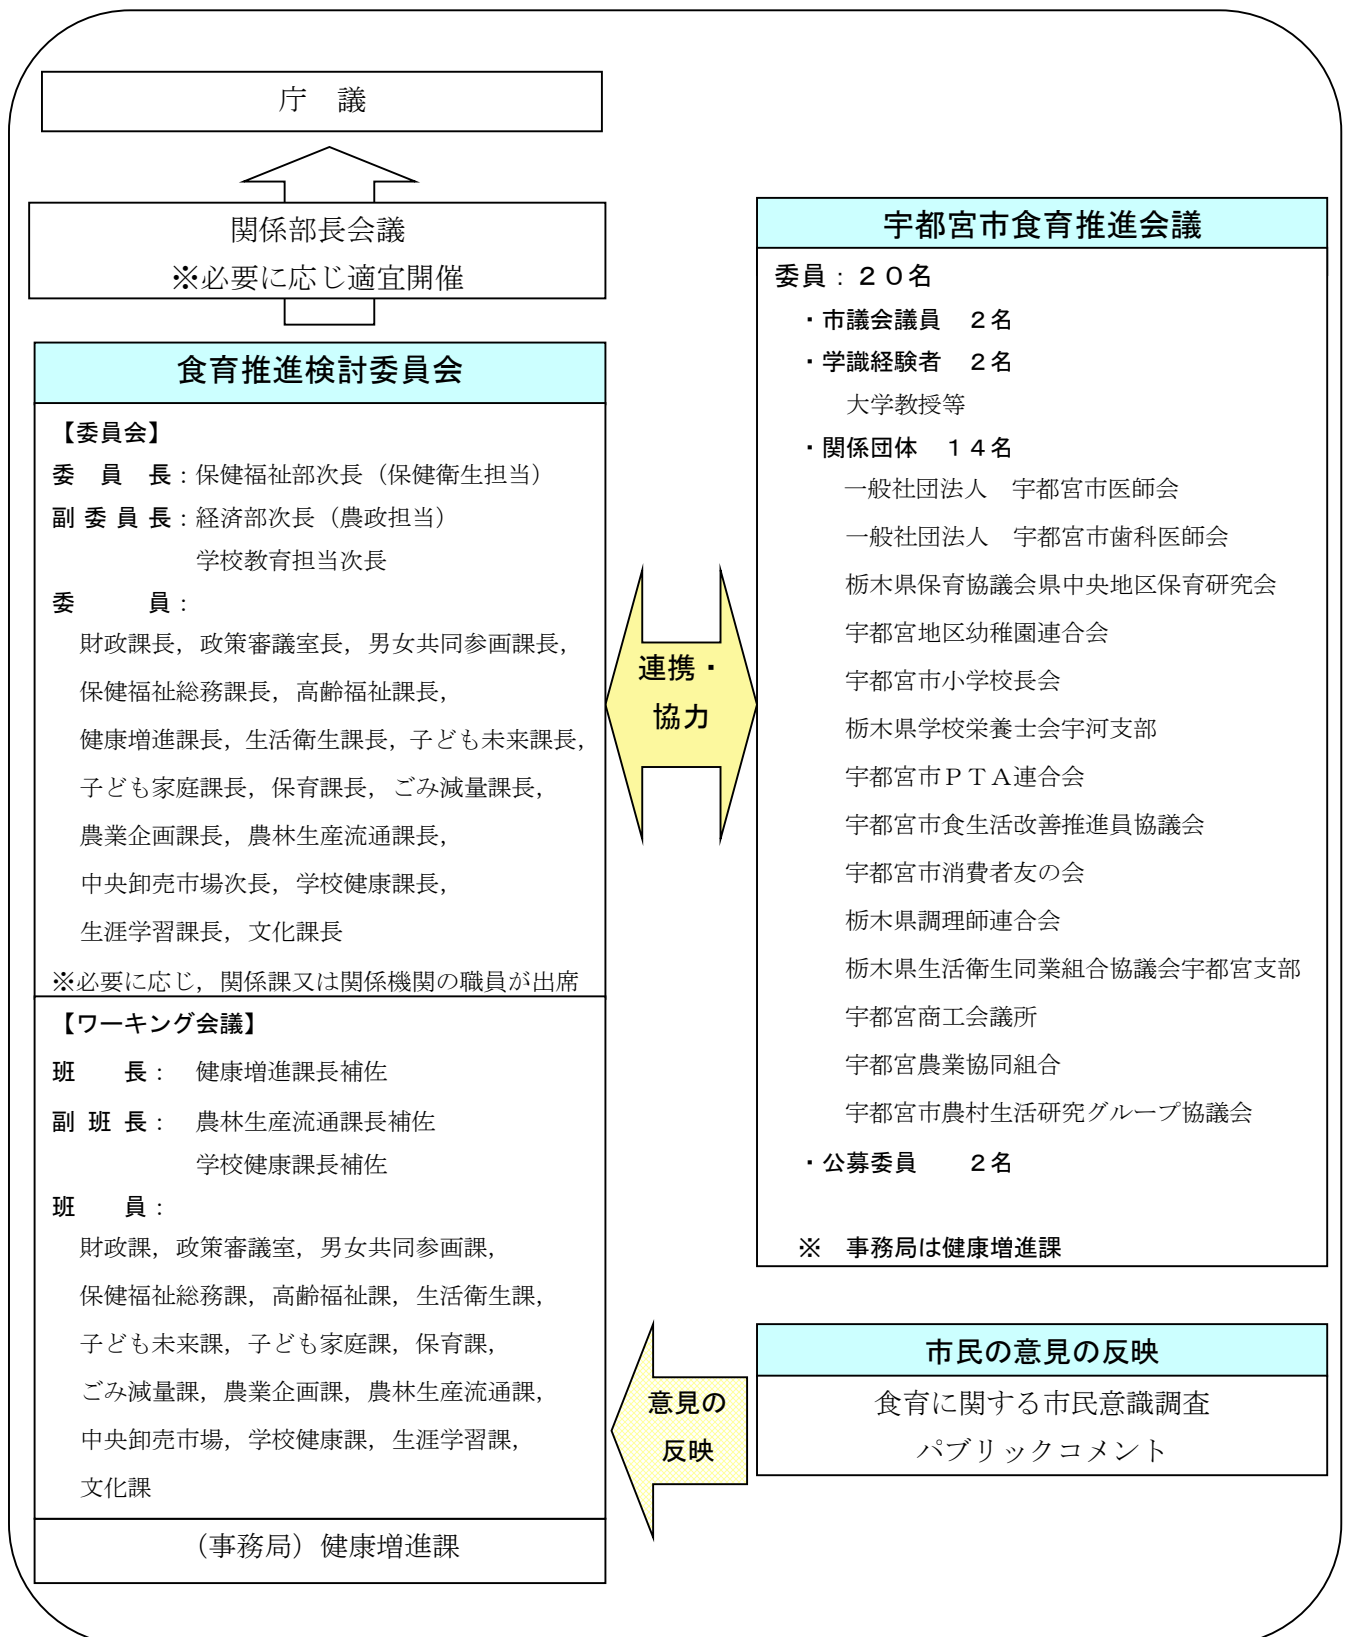 庁　議
関係部長会議
※必要に応じ適宜開催
食育推進検討委員会
【委員会】
委　員　長：保健福祉部次長（保健衛生担当）
副委員長：経済部次長（農政担当）
学校教育担当次長
委　　　員：
財政課長，政策審議室長，男女共同参画課長，
保健福祉総務課長，高齢福祉課長，
健康増進課長，生活衛生課長，子ども未来課長，
子ども家庭課長，保育課長，ごみ減量課長，
農業企画課長，農林生産流通課長，
中央卸売市場次長，学校健康課長，
生涯学習課長，文化課長
※必要に応じ，関係課又は関係機関の職員が出席
【ワーキング会議】
班　　長：　健康増進課長補佐
副 班 長：　農林生産流通課長補佐
学校健康課長補佐
班　　員：
財政課，政策審議室，男女共同参画課，
保健福祉総務課，高齢福祉課，生活衛生課，
子ども未来課，子ども家庭課，保育課，
ごみ減量課，農業企画課，農林生産流通課，
中央卸売市場，学校健康課，生涯学習課，
文化課
（事務局）健康増進課
連携・
協力
宇都宮市食育推進会議
委員：２０名
・市議会議員　２名
・学識経験者　２名
大学教授等
・関係団体　１４名
一般社団法人　宇都宮市医師会
一般社団法人　宇都宮市歯科医師会
栃木県保育協議会県中央地区保育研究会
宇都宮地区幼稚園連合会
宇都宮市小学校長会
栃木県学校栄養士会宇河支部
宇都宮市ＰＴＡ連合会
宇都宮市食生活改善推進員協議会
宇都宮市消費者友の会
栃木県調理師連合会
栃木県生活衛生同業組合協議会宇都宮支部
宇都宮商工会議所
宇都宮農業協同組合
宇都宮市農村生活研究グループ協議会
・公募委員　　２名
※　事務局は健康増進課
意見の
反映
市民の意見の反映
食育に関する市民意識調査
パブリックコメント